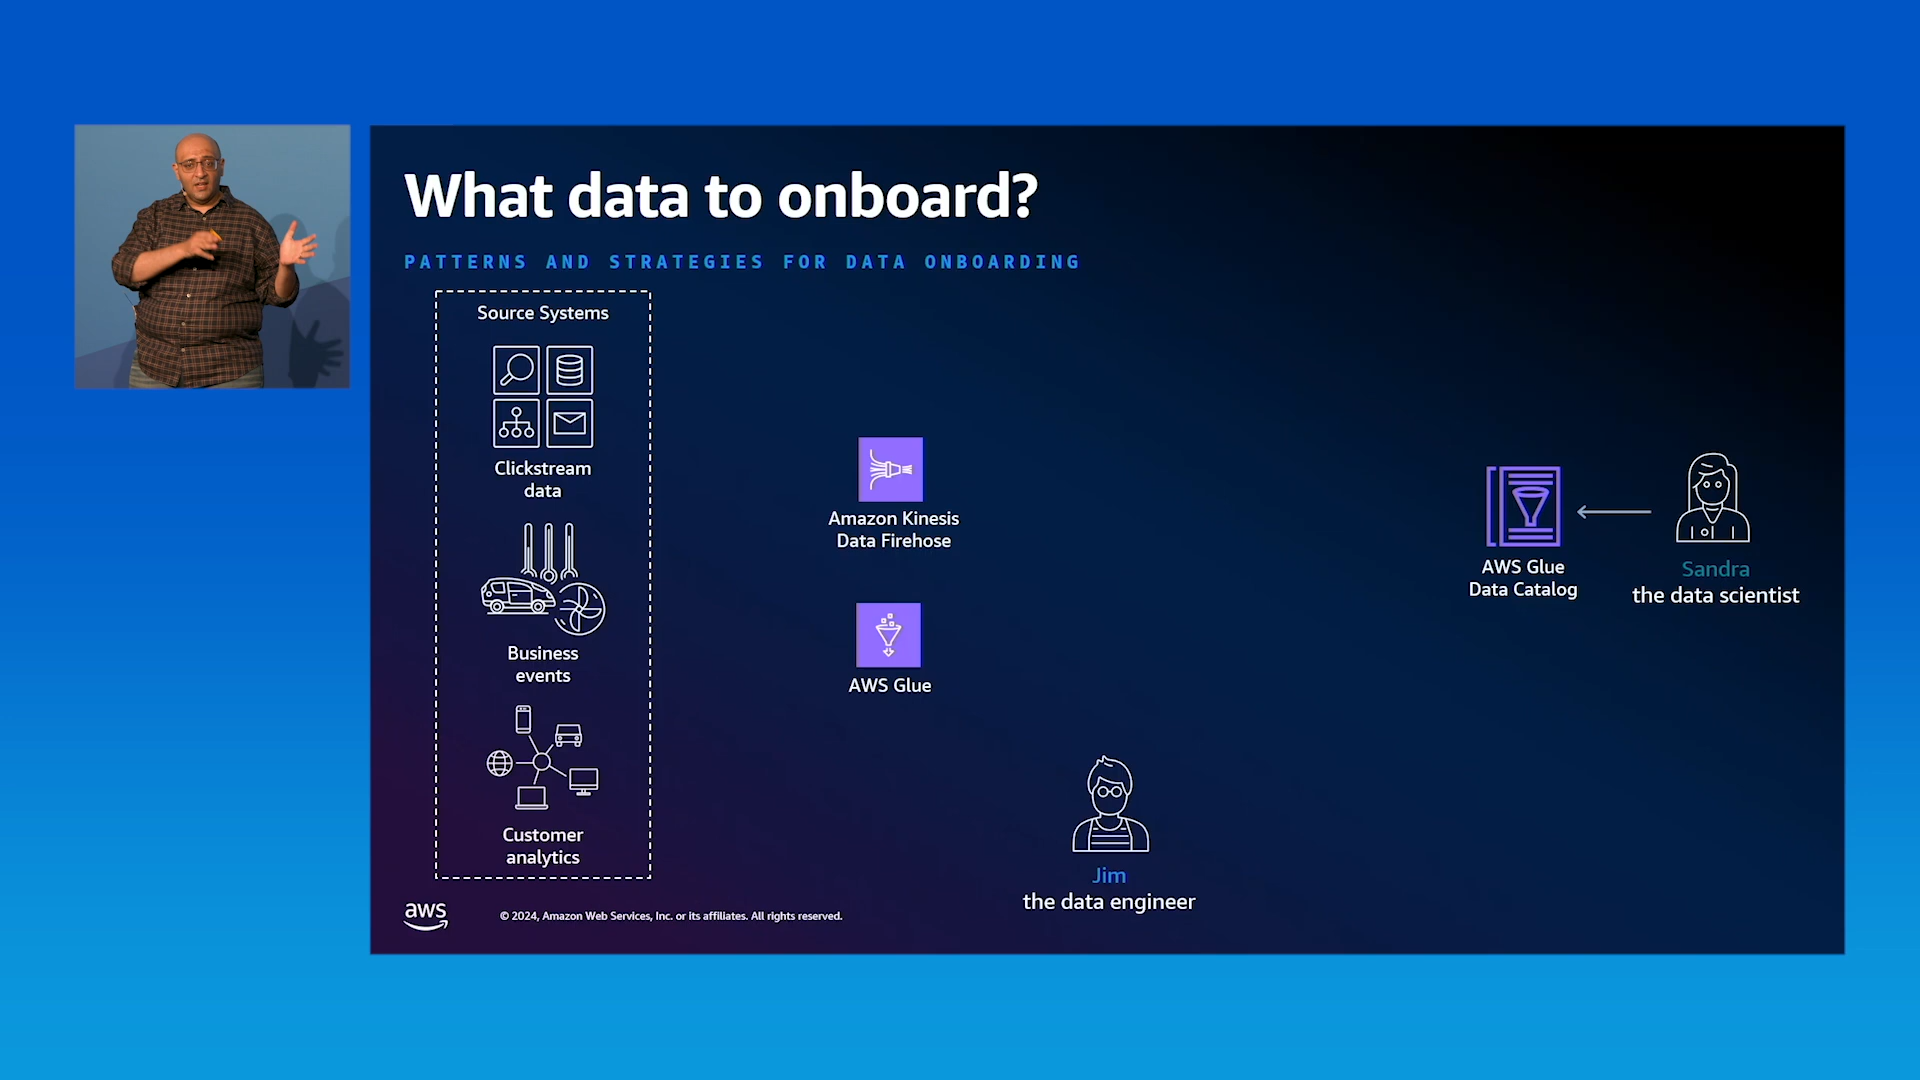 What data to onboard?
PATTERNS AND STRATEGIES FOR DATA ONBOARDING
Source Systems
Clickstream
data
Business
events
Customer
analytics
Amazon Kinesis
Data Firehose
AWS Glue
Jim
the data engineer
AWS Glue
Data Catalog
Sandra
the data scientist
aws
© 2024, Amazon Web Services, Inc. or its affiliates. All rights reserved.